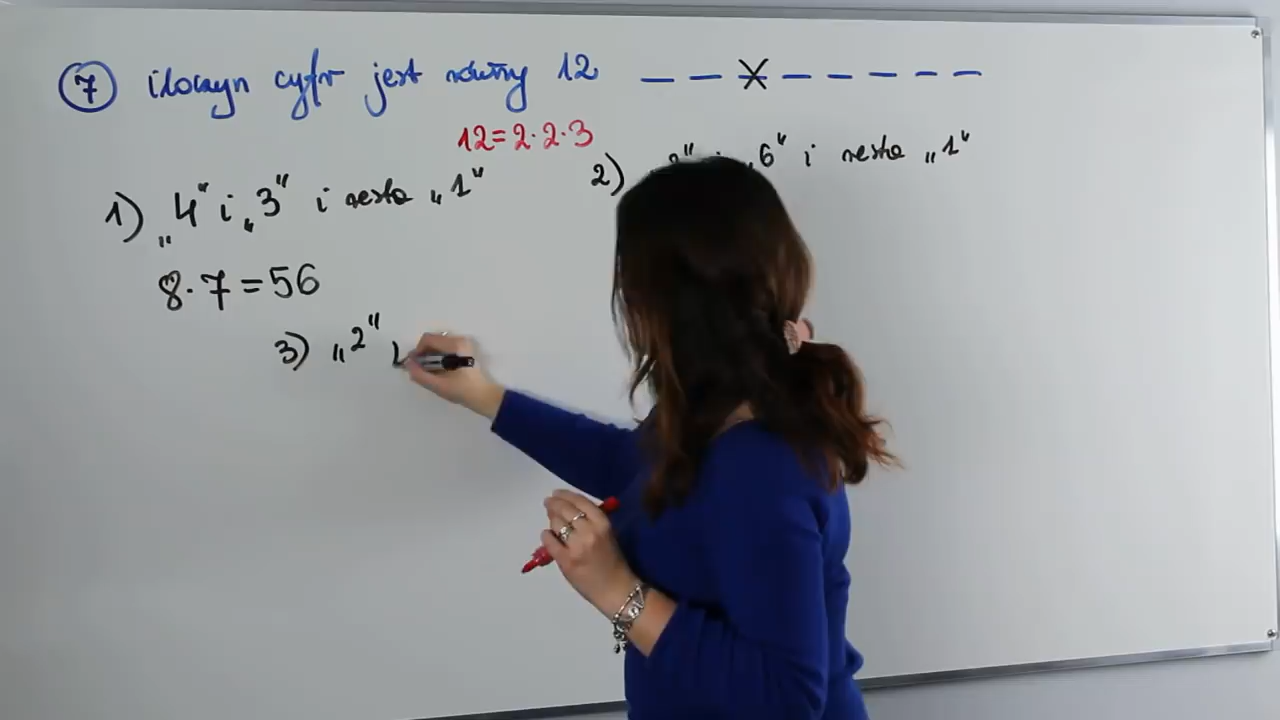 7 iloczyn cyfr jest równy 12 _ _ X _ _ _ _ _
12=2·2·3
1) „4" i „3" i reszta „1"
8·7=56
2) „6" i reszta „1"
3) „2"